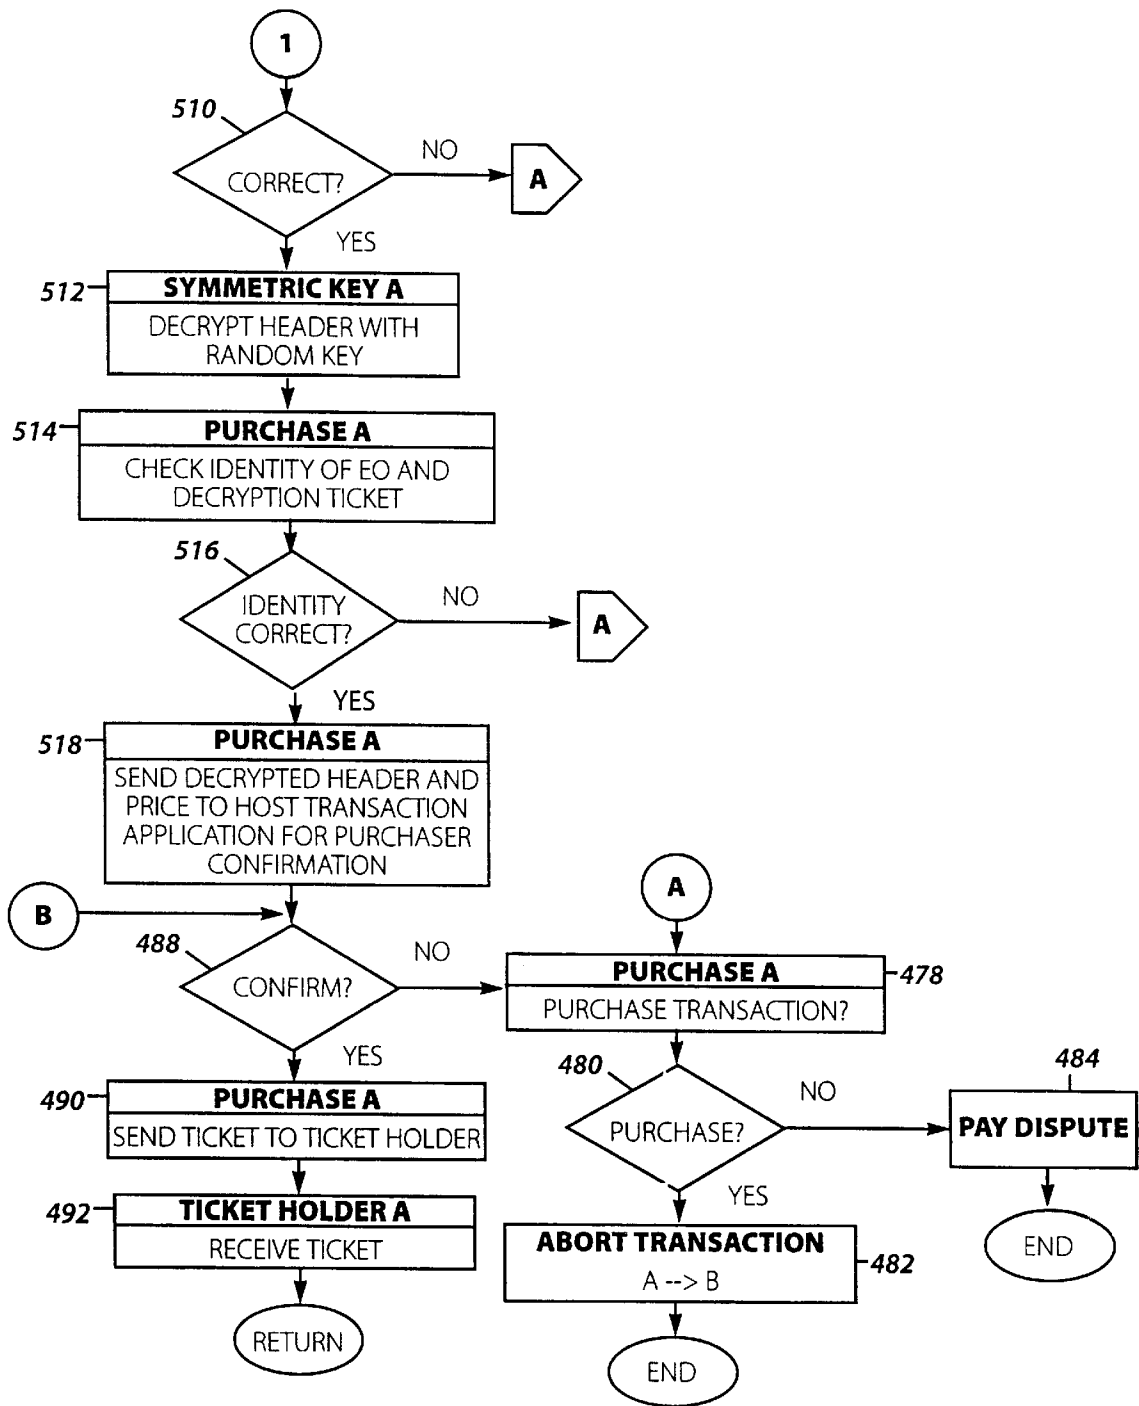 1
510
CORRECT?
NO
A
YES
512
SYMMETRIC KEY A
DECRYPT HEADER WITH
RANDOM KEY
514
PURCHASE A
CHECK IDENTITY OF EO AND
DECRYPTION TICKET
516
IDENTITY
CORRECT?
NO
A
YES
518
PURCHASE A
SEND DECRYPTED HEADER AND
PRICE TO HOST TRANSACTION
APPLICATION FOR PURCHASER
CONFIRMATION
B
488
CONFIRM?
NO
YES
490
PURCHASE A
SEND TICKET TO TICKET HOLDER
492
TICKET HOLDER A
RECEIVE TICKET
RETURN
A
PURCHASE A
478
PURCHASE TRANSACTION?
480
PURCHASE?
NO
484
PAY DISPUTE
END
YES
ABORT TRANSACTION
A --> B
482
END